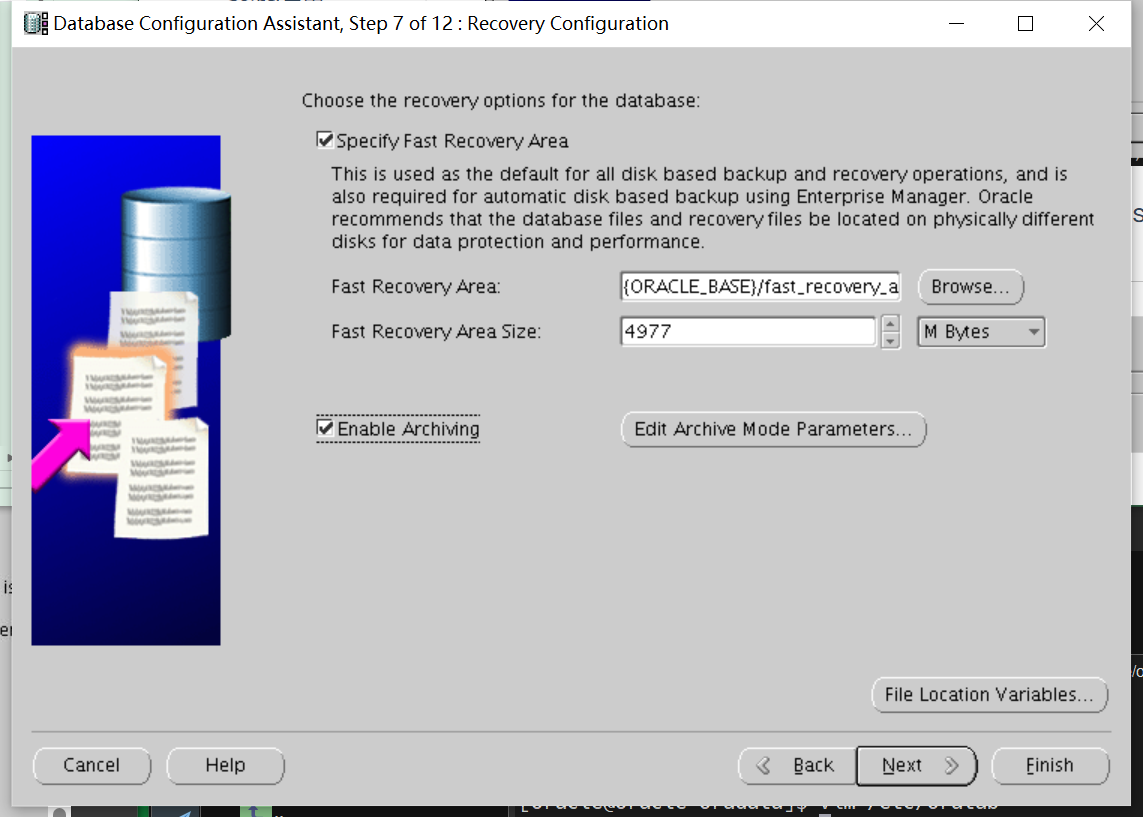 Database Configuration Assistant, Step 7 of 12 : Recovery Configuration
Choose the recovery options for the database:
Specify Fast Recovery Area
This is used as the default for all disk based backup and recovery operations, and is
also required for automatic disk based backup using Enterprise Manager. Oracle
recommends that the database files and recovery files be located on physically different
disks for data protection and performance.
Fast Recovery Area:
{ORACLE_BASE}/fast_recovery_a
Browse...
Fast Recovery Area Size:
4977
M Bytes
Enable Archiving
Edit Archive Mode Parameters...
File Location Variables...
Cancel
Help
Back
Next
Finish